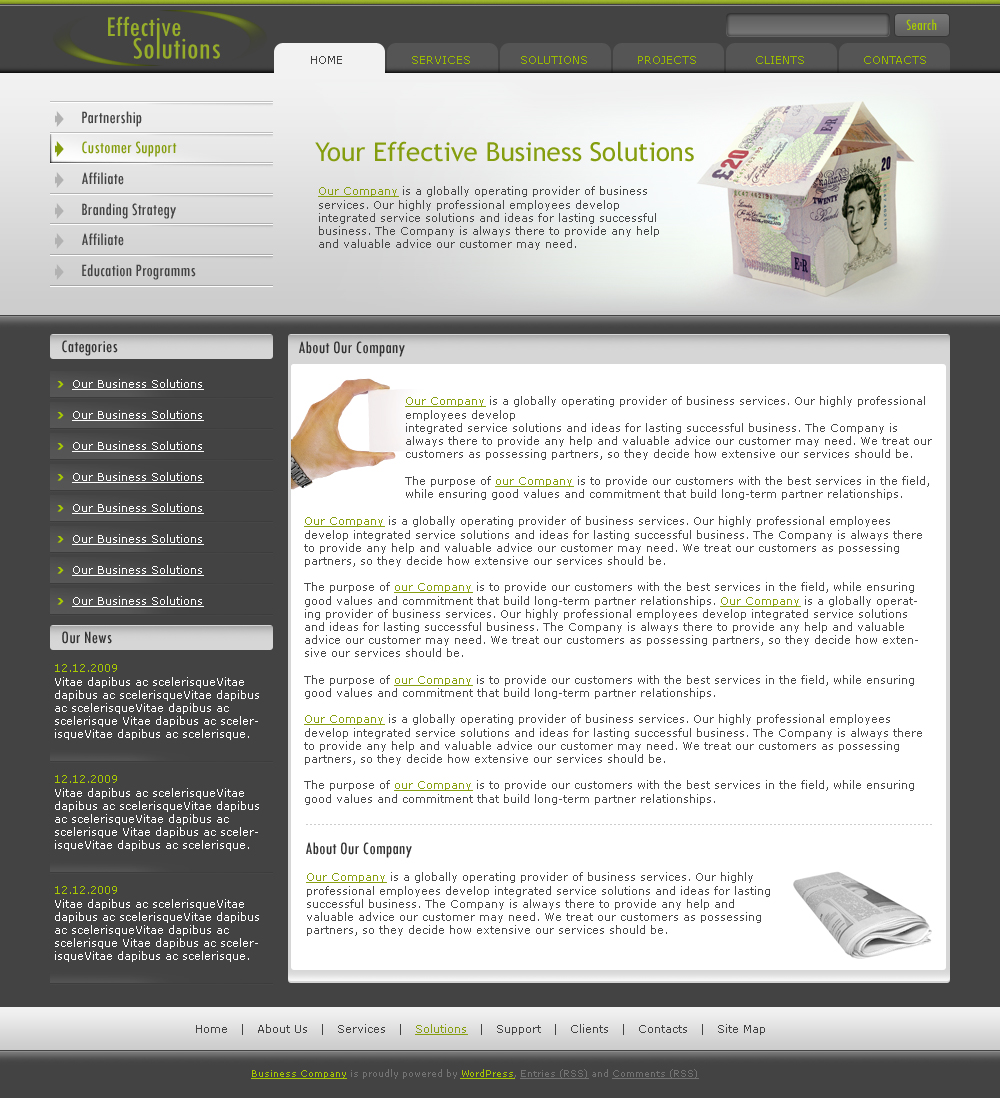 Effective
Solutions
Search
HOME
SERVICES
SOLUTIONS
PROJECTS
CLIENTS
CONTACTS
Partnership
Customer Support
Affiliate
Branding Strategy
Affiliate
Education Programms
Your Effective Business Solutions
Our Company is a globally operating provider of business
services. Our highly professional employees develop
integrated service solutions and ideas for lasting successful
business. The Company is always there to provide any help
and valuable advice our customer may need.
£20
E R
20
TWENTY
E R
Categories
Our Business Solutions
Our Business Solutions
Our Business Solutions
Our Business Solutions
Our Business Solutions
Our Business Solutions
Our Business Solutions
Our Business Solutions
Our News
12.12.2009
Vitae dapibus ac scelerisqueVitae
dapibus ac scelerisqueVitae dapibus
ac scelerisqueVitae dapibus ac
scelerisque Vitae dapibus ac sceler-
isqueVitae dapibus ac scelerisque.
12.12.2009
Vitae dapibus ac scelerisqueVitae
dapibus ac scelerisqueVitae dapibus
ac scelerisqueVitae dapibus ac
scelerisque Vitae dapibus ac sceler-
isqueVitae dapibus ac scelerisque.
12.12.2009
Vitae dapibus ac scelerisqueVitae
dapibus ac scelerisqueVitae dapibus
ac scelerisqueVitae dapibus ac
scelerisque Vitae dapibus ac sceler-
isqueVitae dapibus ac scelerisque.
About Our Company
Our Company is a globally operating provider of business services. Our highly professional
employees develop
integrated service solutions and ideas for lasting successful business. The Company is
always there to provide any help and valuable advice our customer may need. We treat our
customers as possessing partners, so they decide how extensive our services should be.
The purpose of our Company is to provide our customers with the best services in the field,
while ensuring good values and commitment that build long-term partner relationships.
Our Company is a globally operating provider of business services. Our highly professional employees
develop integrated service solutions and ideas for lasting successful business. The Company is always there
to provide any help and valuable advice our customer may need. We treat our customers as possessing
partners, so they decide how extensive our services should be.
The purpose of our Company is to provide our customers with the best services in the field, while ensuring
good values and commitment that build long-term partner relationships. Our Company is a globally operat-
ing provider of business services. Our highly professional employees develop integrated service solutions
and ideas for lasting successful business. The Company is always there to provide any help and valuable
advice our customer may need. We treat our customers as possessing partners, so they decide how exten-
sive our services should be.
The purpose of our Company is to provide our customers with the best services in the field, while ensuring
good values and commitment that build long-term partner relationships.
Our Company is a globally operating provider of business services. Our highly professional employees
develop integrated service solutions and ideas for lasting successful business. The Company is always there
to provide any help and valuable advice our customer may need. We treat our customers as possessing
partners, so they decide how extensive our services should be.
The purpose of our Company is to provide our customers with the best services in the field, while ensuring
good values and commitment that build long-term partner relationships.
About Our Company
Our Company is a globally operating provider of business services. Our highly
professional employees develop integrated service solutions and ideas for lasting
successful business. The Company is always there to provide any help and
valuable advice our customer may need. We treat our customers as possessing
partners, so they decide how extensive our services should be.
Home | About Us | Services | Solutions | Support | Clients | Contacts | Site Map
Business Company is proudly powered by WordPress. Entries (RSS) and Comments (RSS)